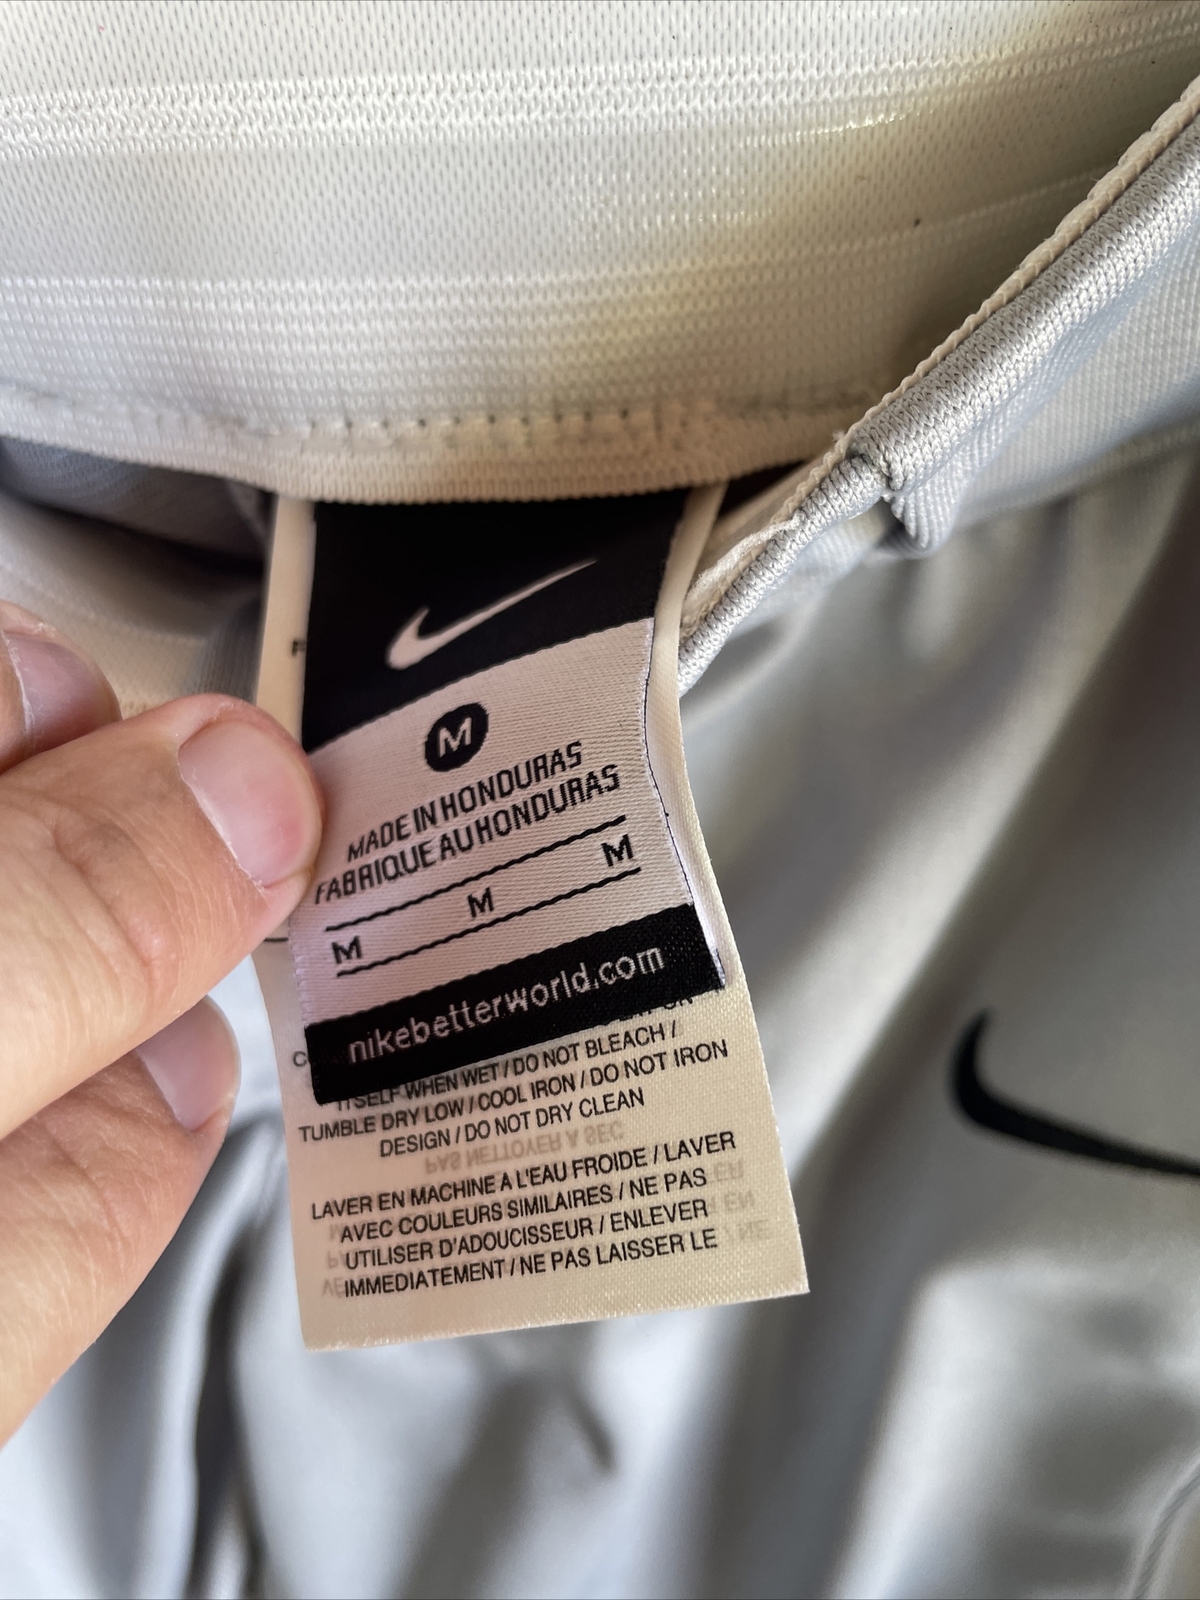 M
MADE IN HONDURAS
FABRIQUE AU HONDURAS
M M M
nikebetterworld.com
ITSELF WHEN WET / DO NOT BLEACH /
TUMBLE DRY LOW / COOL IRON / DO NOT IRON
DESIGN / DO NOT DRY CLEAN
LAVER EN MACHINE A L'EAU FROIDE / LAVER
AVEC COULEURS SIMILAIRES / NE PAS
UTILISER D'ADOUCISSEUR / ENLEVER
IMMEDIATEMENT / NE PAS LAISSER LE